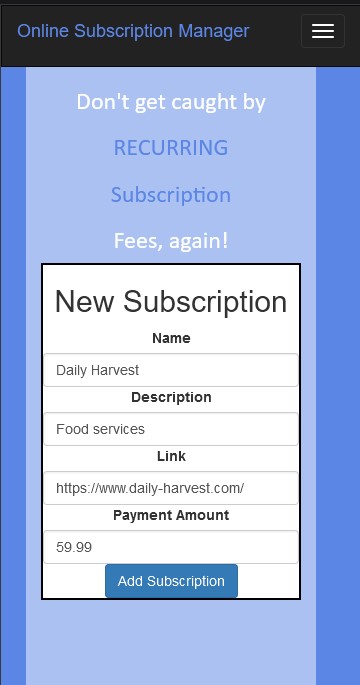 Online Subscription Manager
Don't get caught by
RECURRING
Subscription
Fees, again!
New Subscription
Name
Daily Harvest
Description
Food services
Link
https://www.daily-harvest.com/
Payment Amount
59.99
Add Subscription